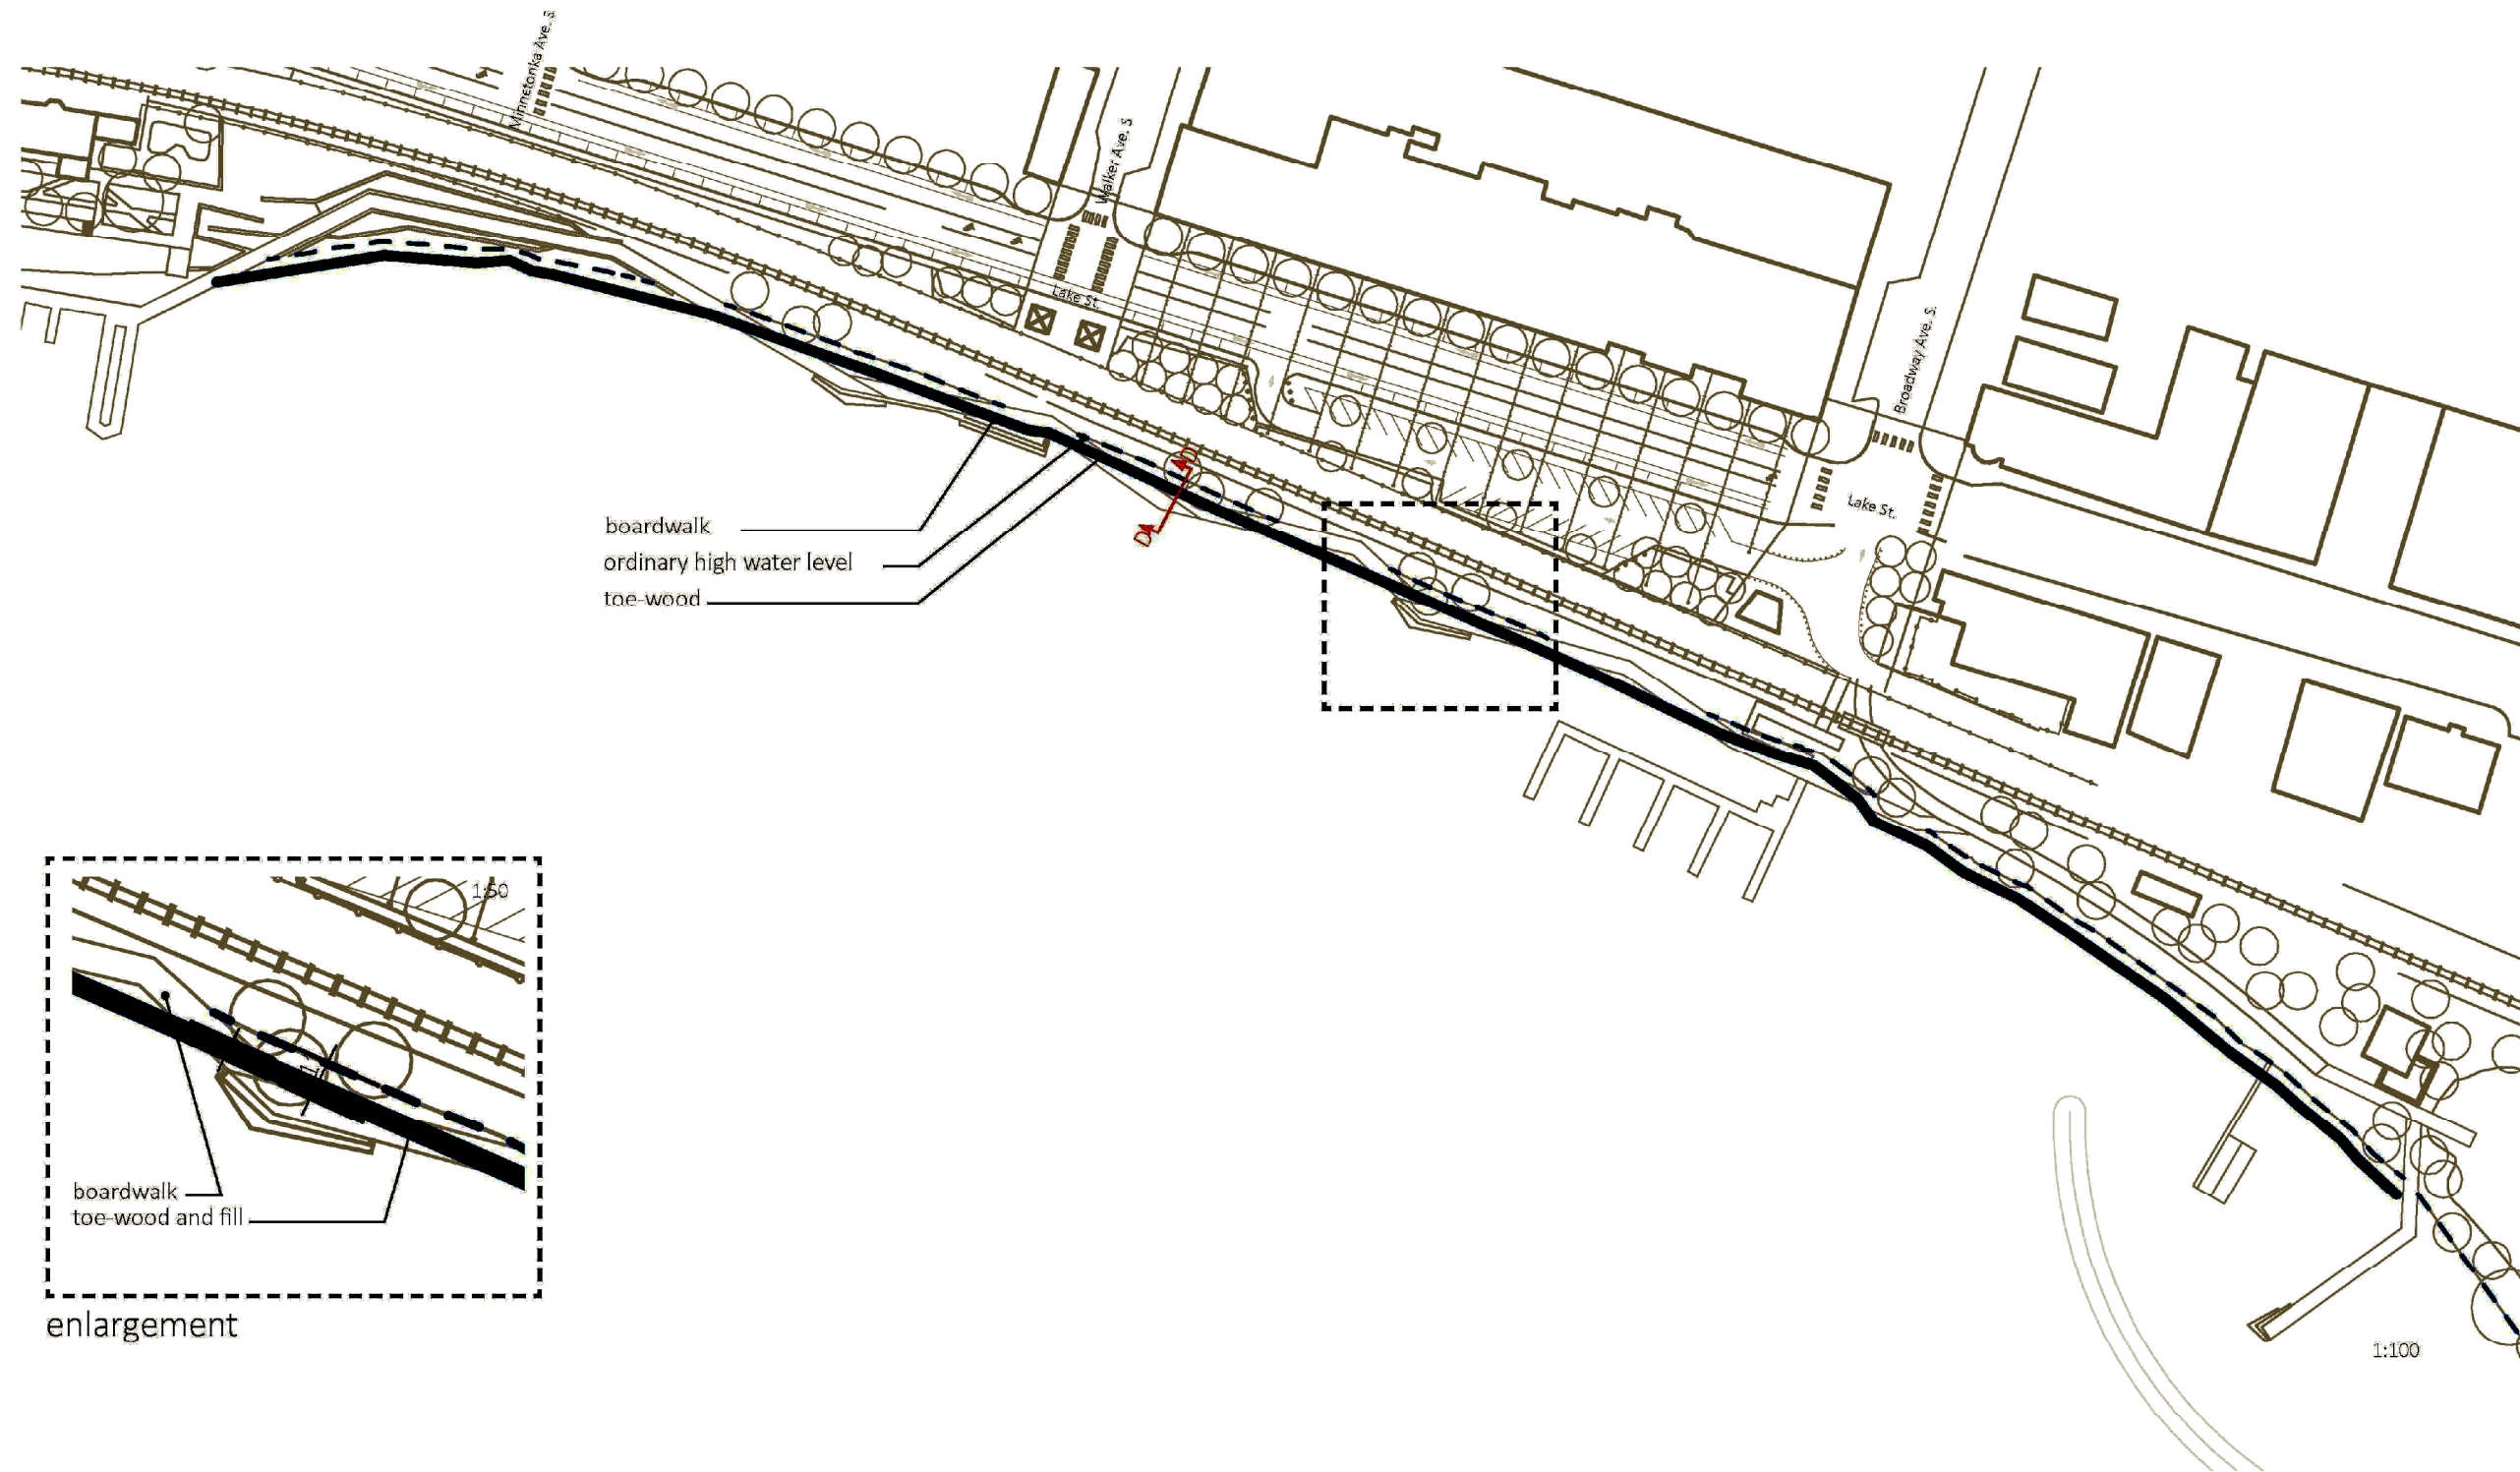 Minnetonka Ave. S.
Walker Ave. S.
Lake St.
Broadway Ave. S.
Lake St.
D
D
boardwalk
ordinary high water level
toe-wood
1:50
boardwalk
toe-wood and fill
enlargement
1:100